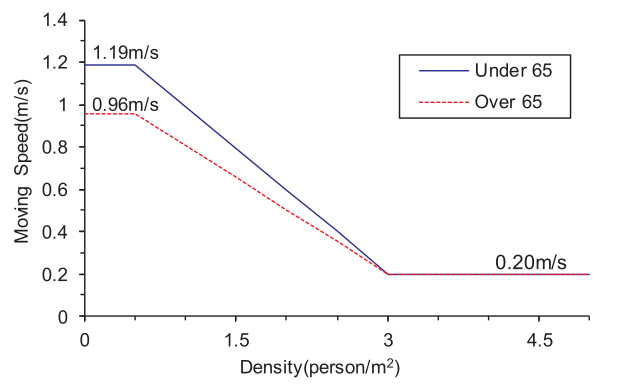 1.4
1.2
1
0.8
0.6
0.4
0.2
0
Moving Speed(m/s)
1.19m/s
0.96m/s
0.20m/s
Under 65
Over 65
0 1.5 3 4.5
Density(person/m²)